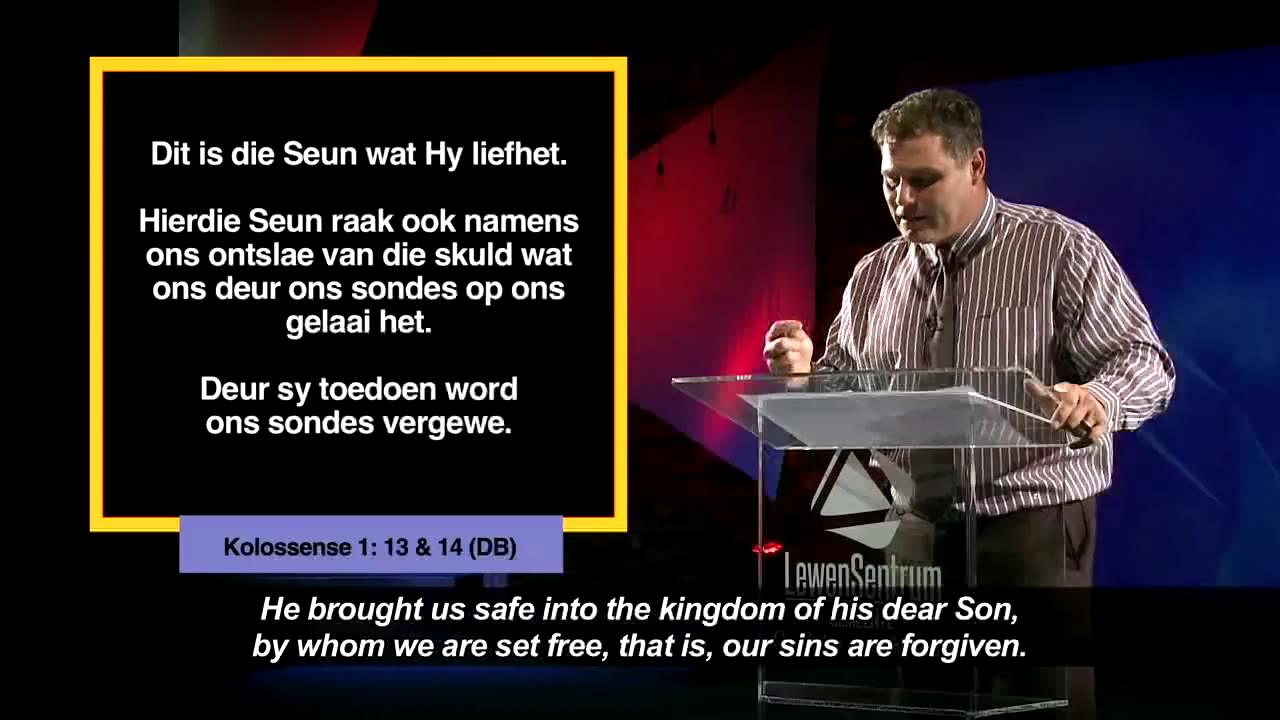 Dit is die Seun wat Hy liefhet.
Hierdie Seun raak ook namens
ons ontslae van die skuld wat
ons deur ons sondes op ons
gelaai het.
Deur sy toedoen word
ons sondes vergewe.
Kolossense 1: 13 & 14 (DB)
LewenSentrum
He brought us safe into the kingdom of his dear Son,
by whom we are set free, that is, our sins are forgiven.